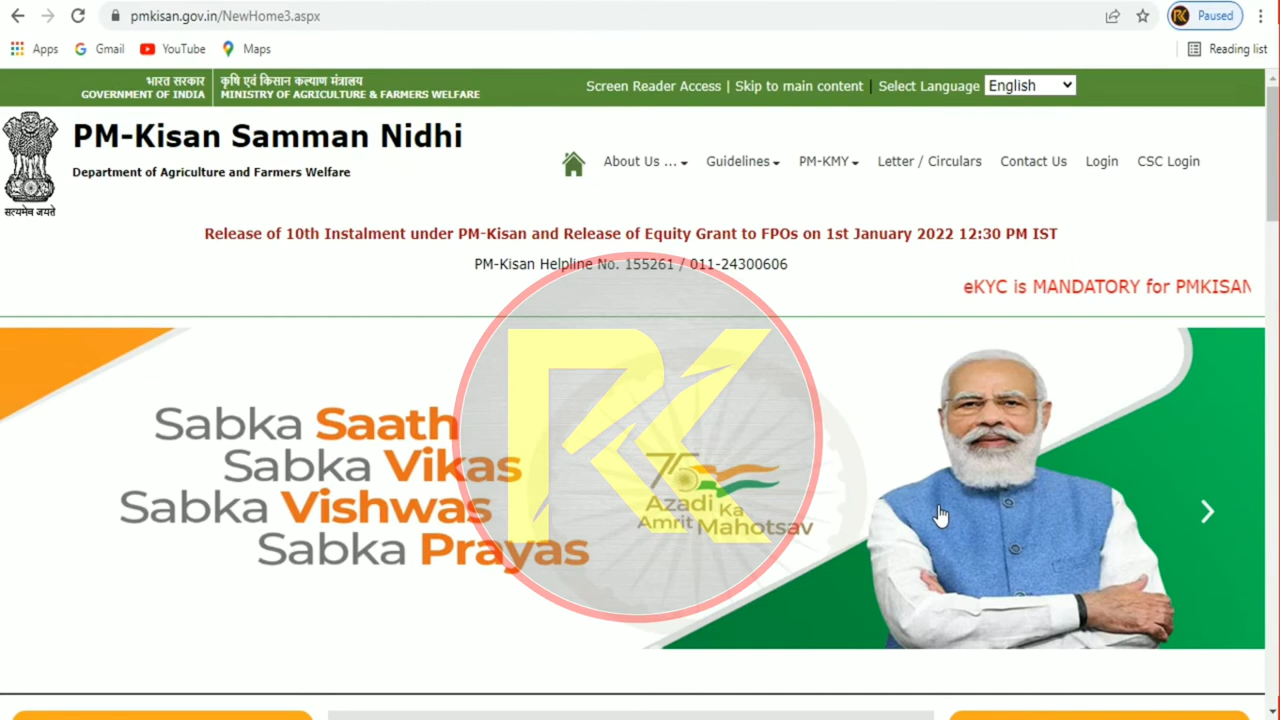 pmkisan.gov.in/NewHome3.aspx
Paused
Apps
Gmail
YouTube
Maps
Reading list
भारत सरकार
GOVERNMENT OF INDIA
कृषि एवं किसान कल्याण मंत्रालय
MINISTRY OF AGRICULTURE & FARMERS WELFARE
Screen Reader Access | Skip to main content | Select Language English
PM-Kisan Samman Nidhi
Department of Agriculture and Farmers Welfare
सत्यमेव जयते
About Us ... Guidelines PM-KMY Letter / Circulars Contact Us Login CSC Login
Release of 10th Instalment under PM-Kisan and Release of Equity Grant to FPOs on 1st January 2022 12:30 PM IST
PM-Kisan Helpline No. 155261 / 011-24300606
eKYC is MANDATORY for PMKISAN
Sabka Saath
Sabka Vikas
Sabka Vishwas
Sabka Prayas
RK
75
Azadi Ka
Amrit Mahotsav